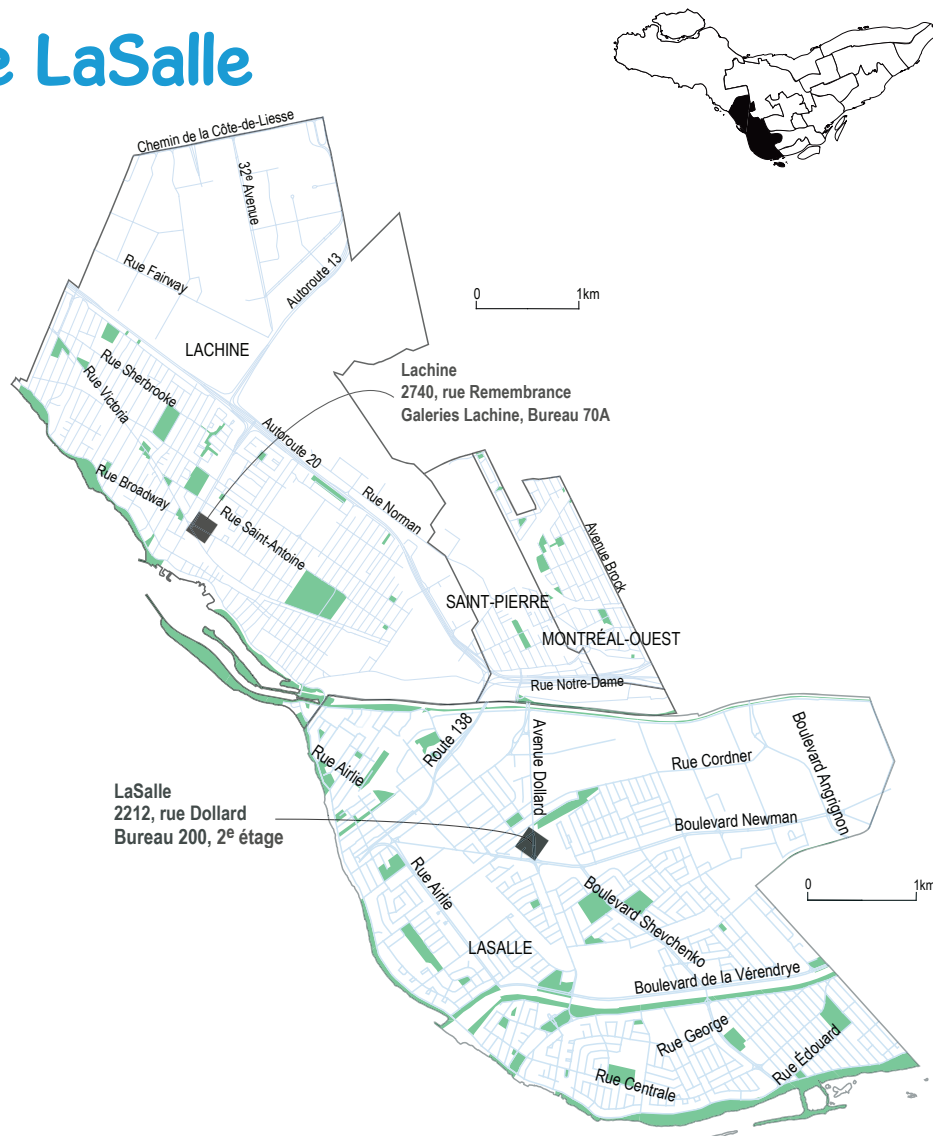 e LaSalle
Chemin de la Côte-de-Liesse
32e Avenue
Rue Fairway
Autoroute 13
0 1km
LACHINE
Rue Sherbrooke
Rue Victoria
Lachine
2740, rue Remembrance
Galeries Lachine, Bureau 70A
Autoroute 20
Rue Broadway
Rue Norman
Rue Saint-Antoine
Avenue Brock
SAINT-PIERRE
MONTRÉAL-OUEST
Rue Notre-Dame
Route 138
Avenue Dollard
Boulevard Angrignon
Rue Airlie
Rue Cordner
LaSalle
2212, rue Dollard
Bureau 200, 2e étage
Boulevard Newman
Rue Airlie
0 1km
Boulevard Shevchenko
LASALLE
Boulevard de la Vérendrye
Rue George
Rue Édouard
Rue Centrale